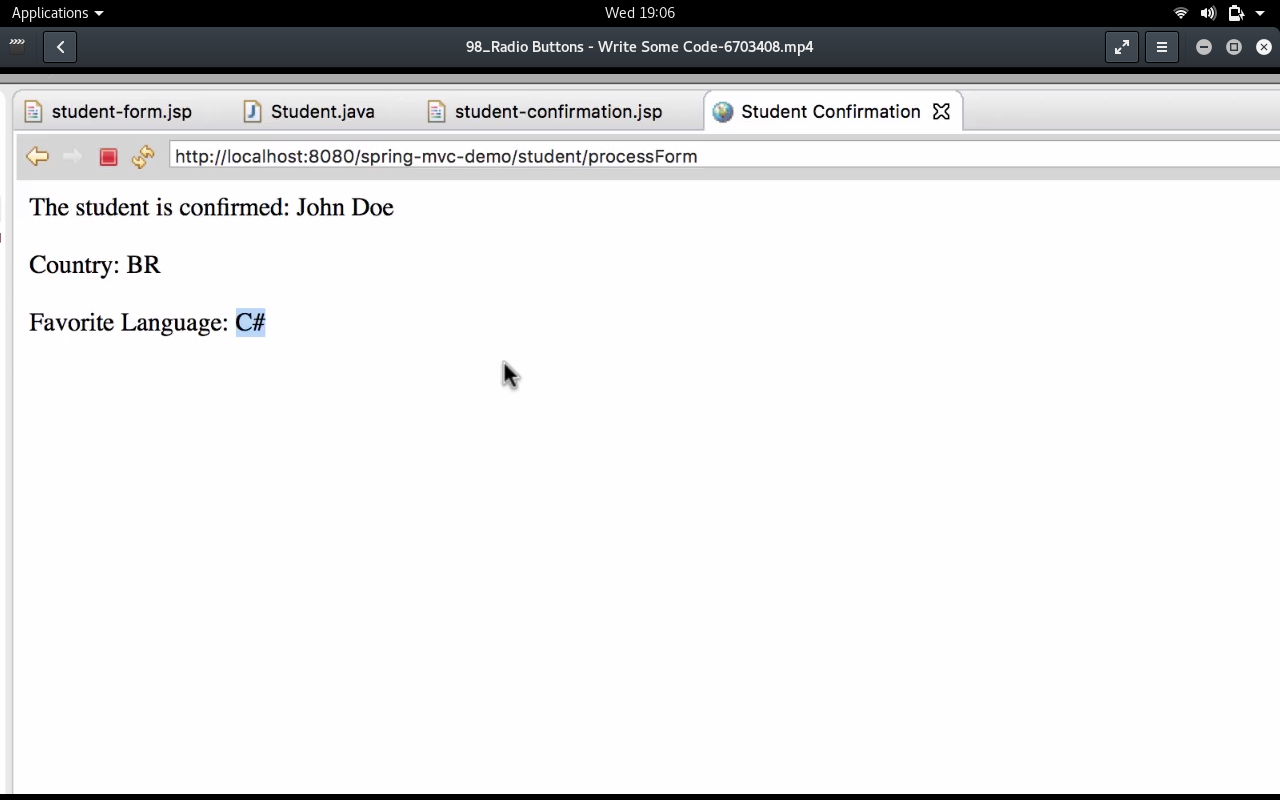 Applications
Wed 19:06
98_Radio Buttons - Write Some Code-6703408.mp4
student-form.jsp
Student.java
student-confirmation.jsp
Student Confirmation
http://localhost:8080/spring-mvc-demo/student/processForm
The student is confirmed: John Doe
Country: BR
Favorite Language: C#